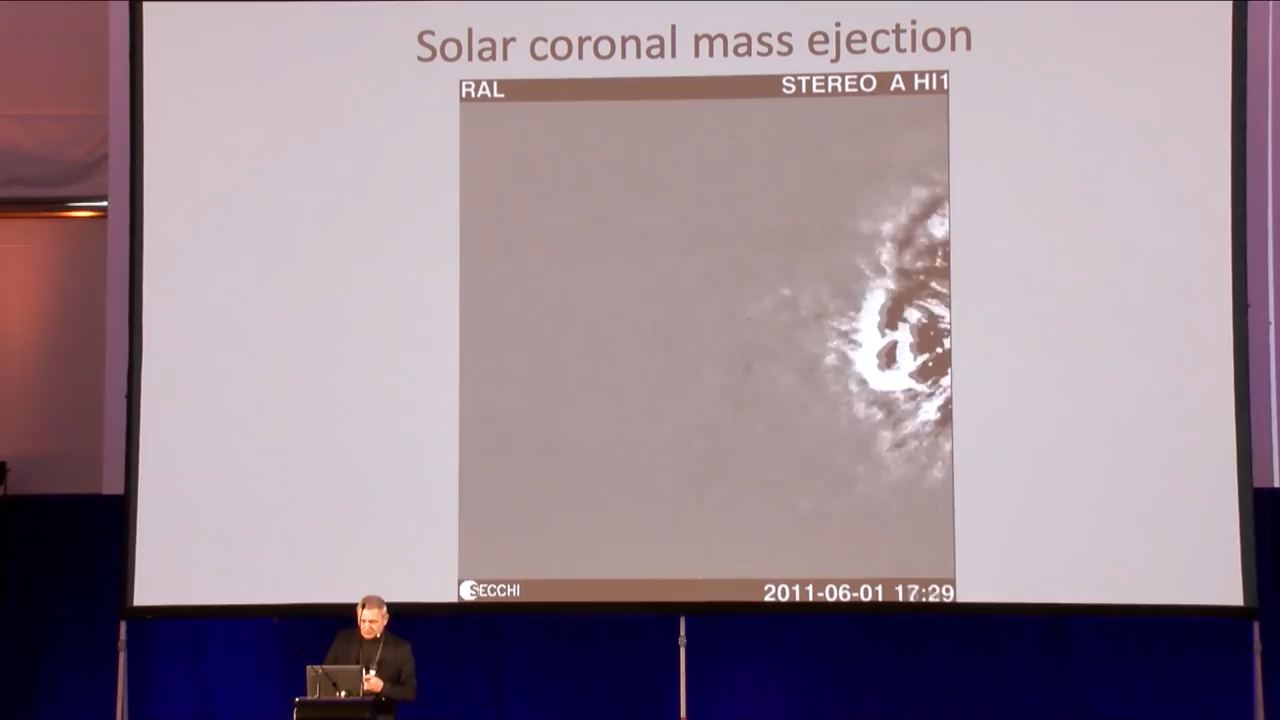 Solar coronal mass ejection
RAL STEREO A HI1
SECCHI 2011-06-01 17:29